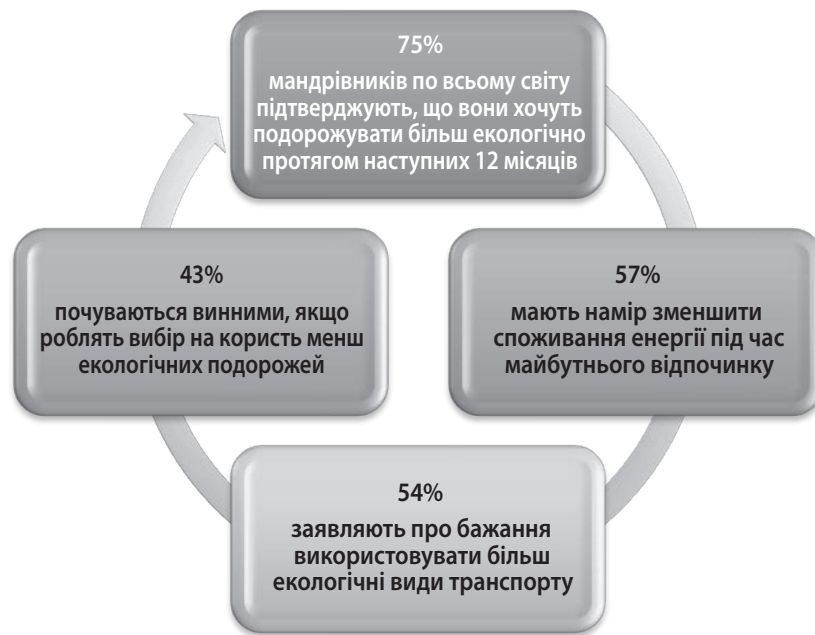 75%
мандрівників по всьому світу
підтверджують, що вони хочуть
подорожувати більш екологічно
протягом наступних 12 місяців
43%
почуваються винними, якщо
роблять вибір на користь менш
екологічних подорожей
57%
мають намір зменшити
споживання енергії під час
майбутнього відпочинку
54%
заявляють про бажання
використовувати більш
екологічні види транспорту